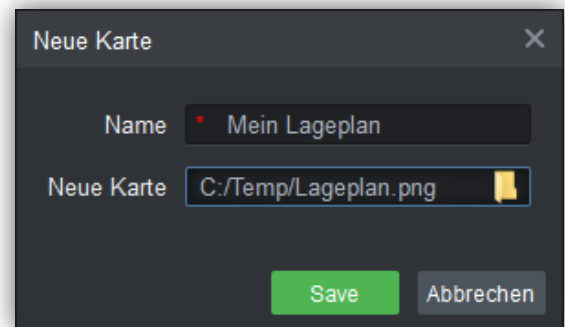 Neue Karte
Name * Mein Lageplan
Neue Karte C:/Temp/Lageplan.png
Save Abbrechen